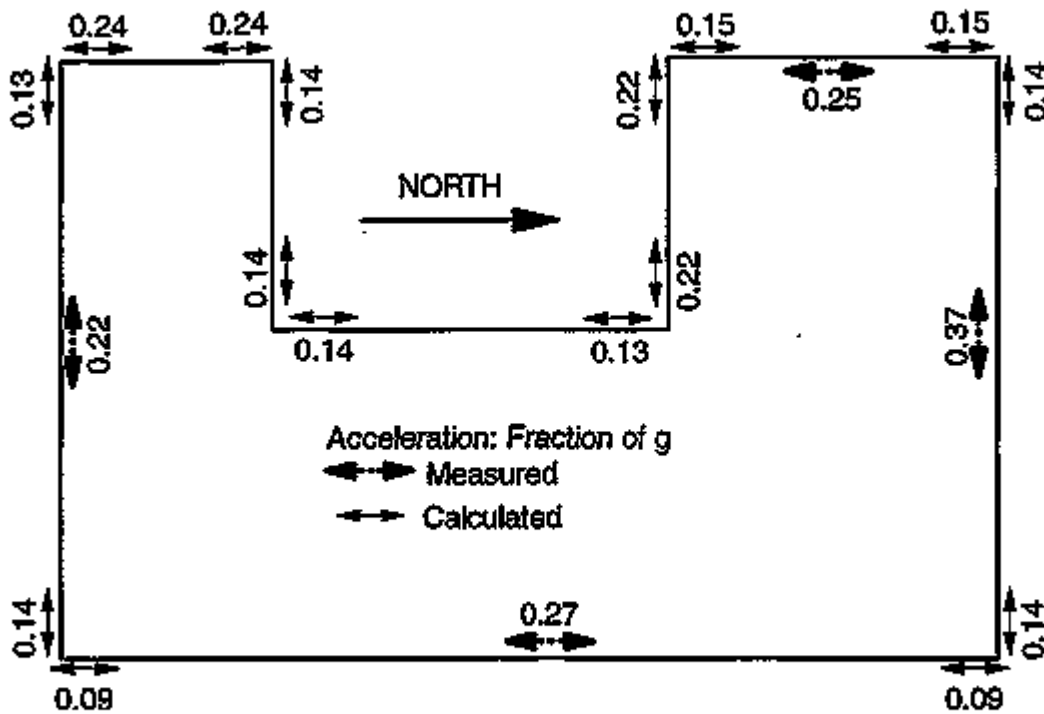 0.24 0.24 0.15 0.15
0.13 0.14 0.22 0.25 0.14
NORTH
0.14 0.22
0.14 0.13
0.22 0.37
Acceleration: Fraction of g
Measured
Calculated
0.14 0.27 0.14
0.09 0.09